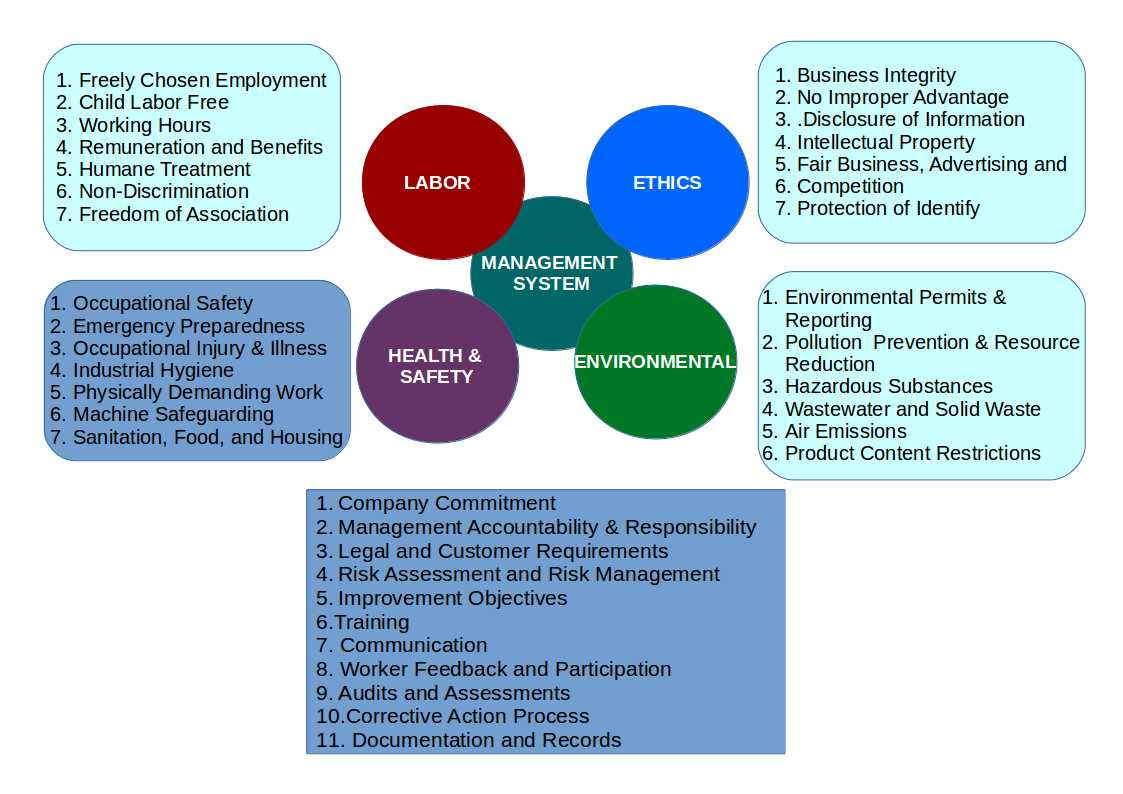 1. Freely Chosen Employment
2. Child Labor Free
3. Working Hours
4. Remuneration and Benefits
5. Humane Treatment
6. Non-Discrimination
7. Freedom of Association
1. Business Integrity
2. No Improper Advantage
3. .Disclosure of Information
4. Intellectual Property
5. Fair Business, Advertising and
6. Competition
7. Protection of Identify
LABOR
ETHICS
MANAGEMENT
SYSTEM
HEALTH &
SAFETY
ENVIRONMENTAL
1. Occupational Safety
2. Emergency Preparedness
3. Occupational Injury & Illness
4. Industrial Hygiene
5. Physically Demanding Work
6. Machine Safeguarding
7. Sanitation, Food, and Housing
1. Environmental Permits &
Reporting
2. Pollution  Prevention & Resource
Reduction
3. Hazardous Substances
4. Wastewater and Solid Waste
5. Air Emissions
6. Product Content Restrictions
1. Company Commitment
2. Management Accountability & Responsibility
3. Legal and Customer Requirements
4. Risk Assessment and Risk Management
5. Improvement Objectives
6.Training
7. Communication
8. Worker Feedback and Participation
9. Audits and Assessments
10.Corrective Action Process
11. Documentation and Records